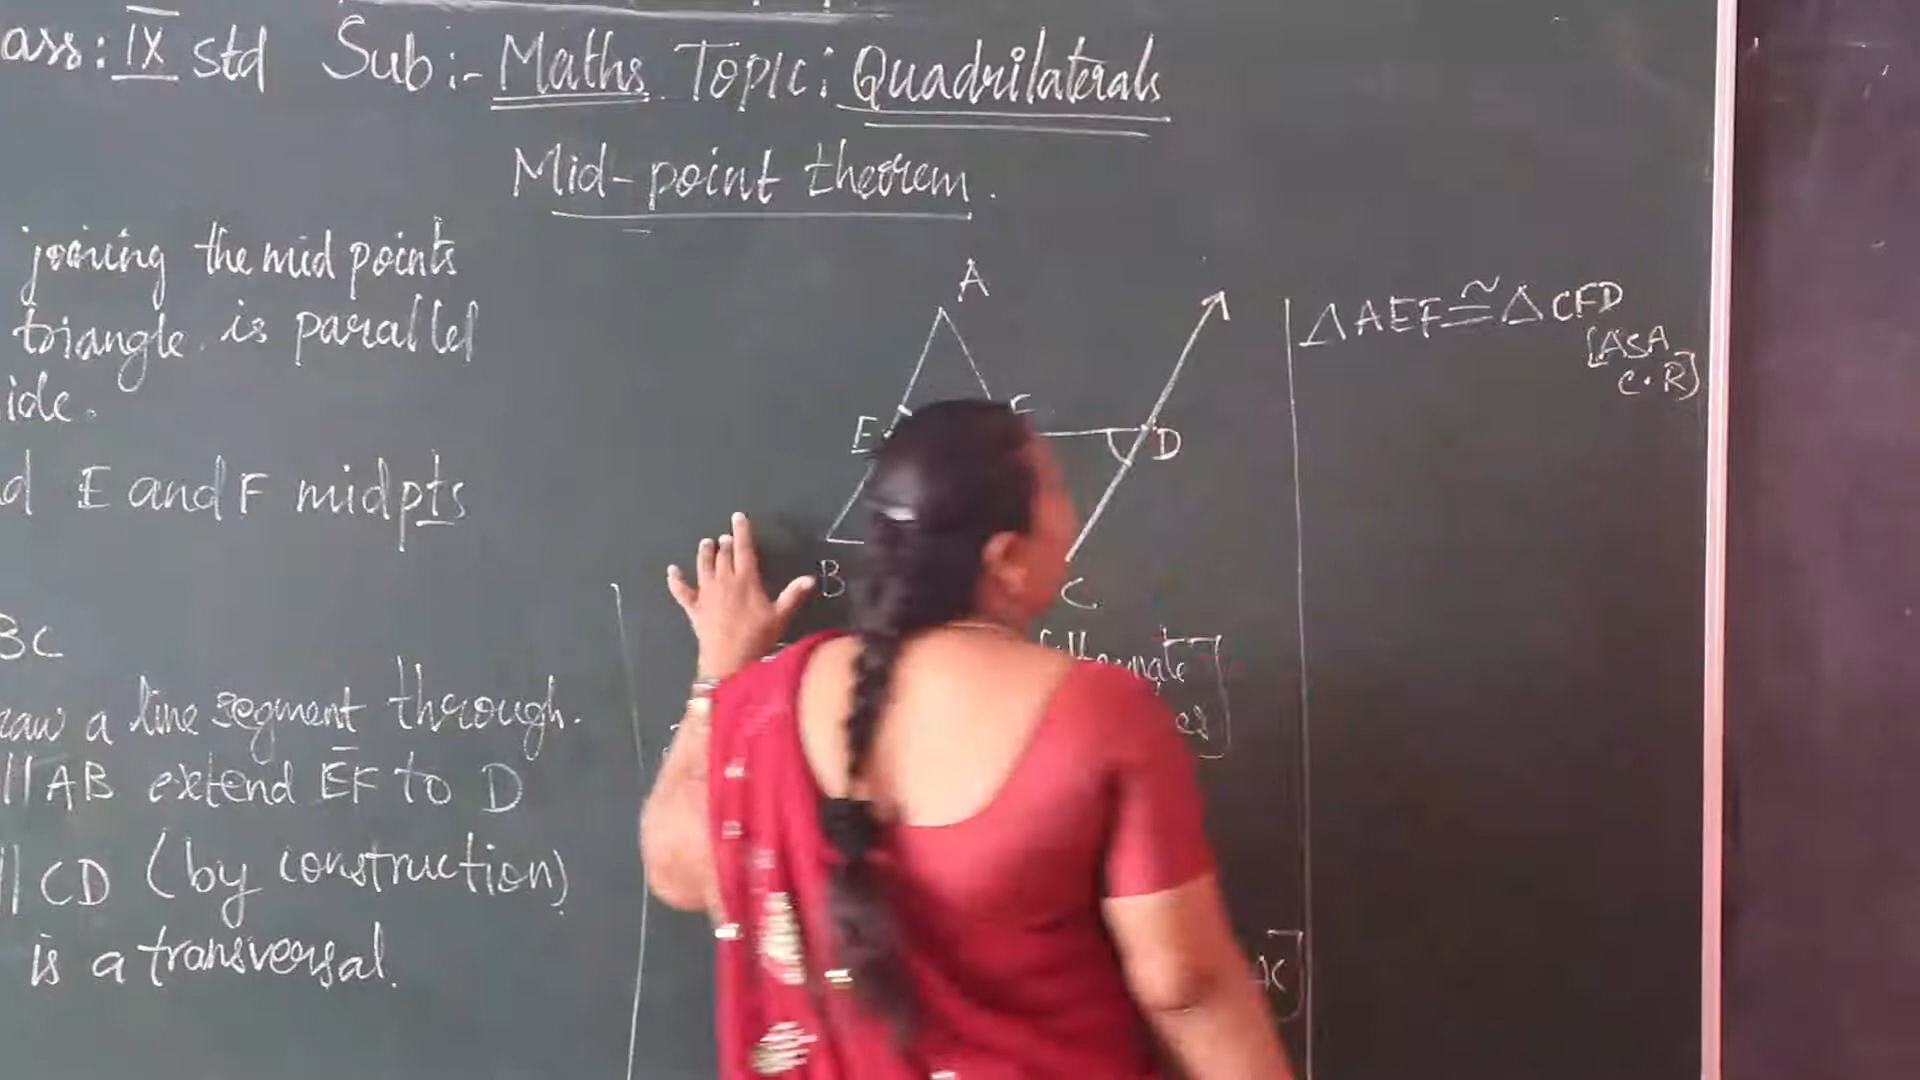 ass: IX std Sub:- Maths Topic: Quadrilaterals
Mid-point theorem.
joining the mid points
triangle is parallel
ide.
d E and F midpts
BC
raw a line segment through.
||AB extend EF to D
|| CD (by construction)
is a transversal.
A
E
F
D
B
C
△AEF ≅ △CFD
[ASA
C.R]